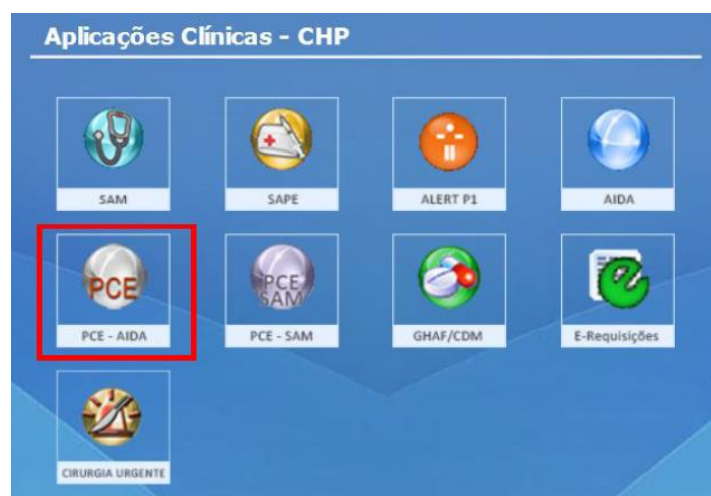 Aplicações Clínicas - CHP
SAM
SAPE
ALERT P1
AIDA
PCE
PCE
SAM
PCE - AIDA
PCE - SAM
GHAF/CDM
E-Requisições
CIRURGIA URGENTE